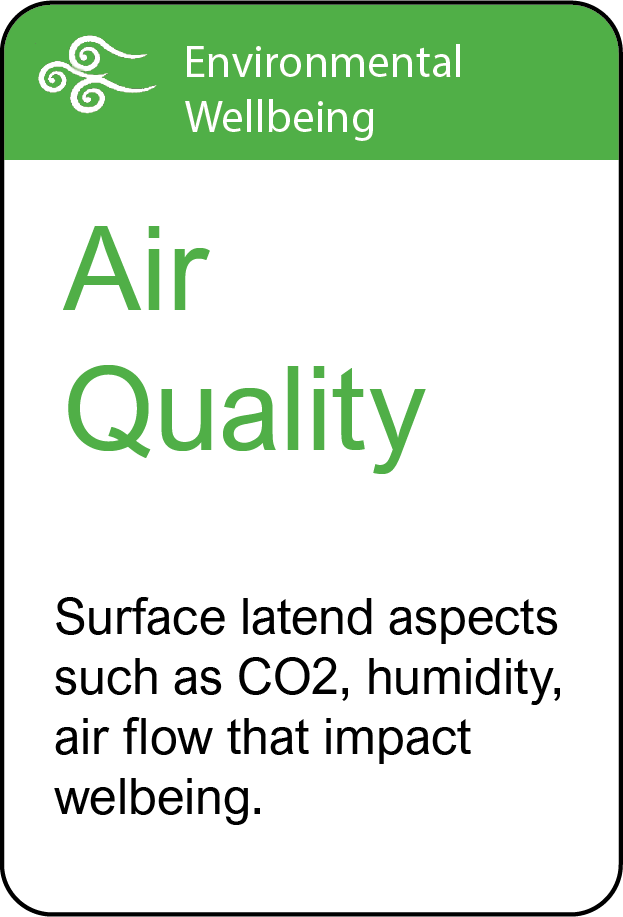 Environmental
Wellbeing
Air
Quality
Surface latend aspects
such as CO2, humidity,
air flow that impact
welbeing.